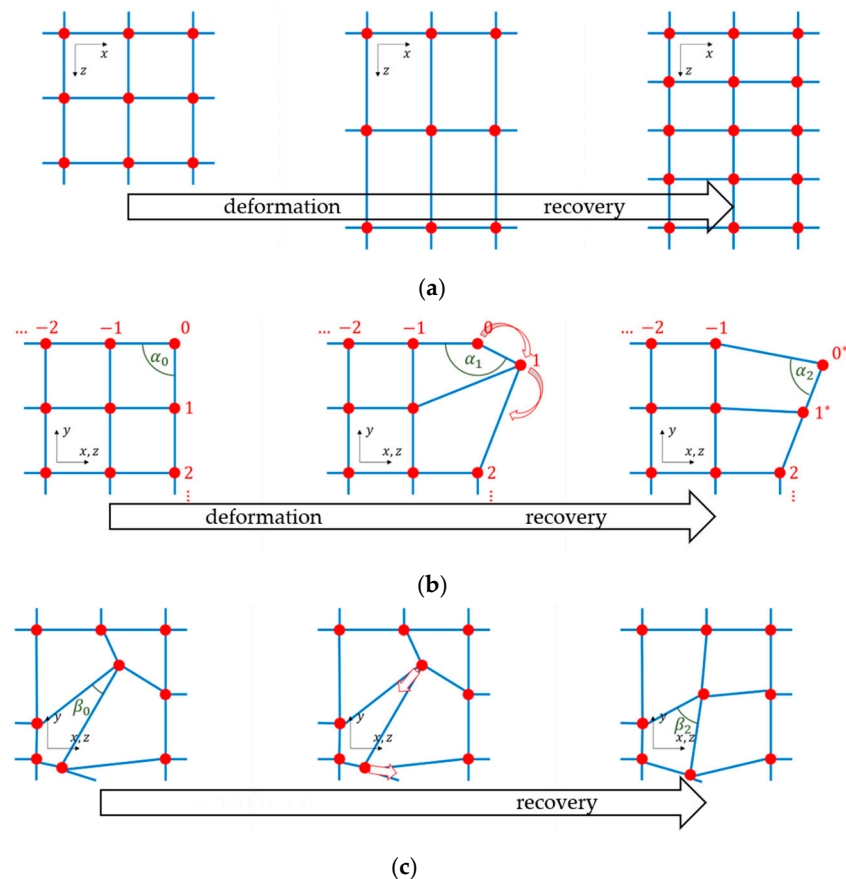 x x x
z z z
deformation recovery
(a)
... −2 −1 0 ... −2 −1 0 ... −2 −1 0*
α₀ α₁ 1 α₂
1 1*
y y y
x, z x, z x, z
2 2 2
... ... ...
deformation recovery
(b)
β₀ y y y β₂
x, z x, z x, z
recovery
(c)